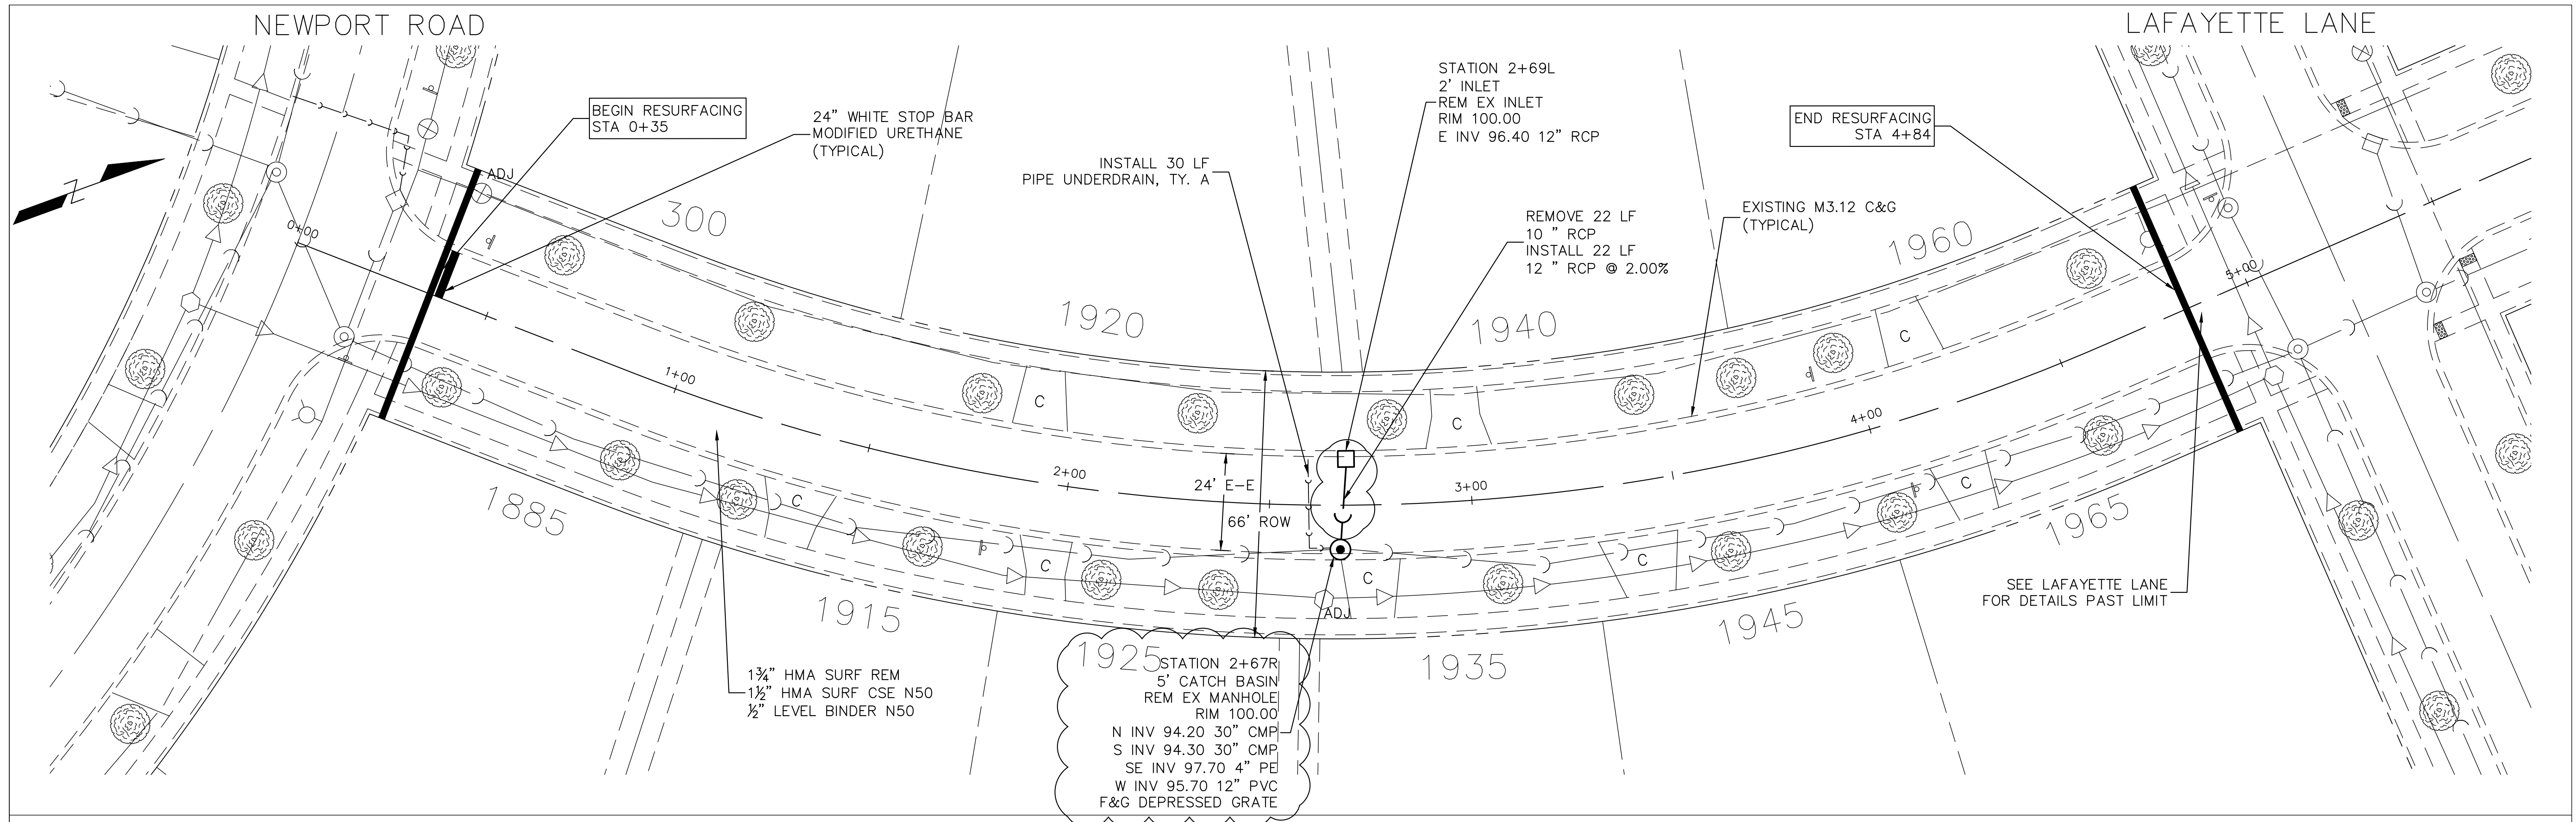 NEWPORT ROAD
LAFAYETTE LANE
BEGIN RESURFACING
STA 0+35
24" WHITE STOP BAR
MODIFIED URETHANE
(TYPICAL)
INSTALL 30 LF
PIPE UNDERDRAIN, TY. A
STATION 2+69L
2' INLET
REM EX INLET
RIM 100.00
E INV 96.40 12" RCP
REMOVE 22 LF
10 " RCP
INSTALL 22 LF
12 " RCP @ 2.00%
EXISTING M3.12 C&G
(TYPICAL)
END RESURFACING
STA 4+84
Z
ADJ
0+00
300
1920
1940
1960
5+00
1+00
C
C
C
4+00
2+00
24' E-E
3+00
66' ROW
1885
C
C
C
C
C
1965
1915
ADJ
1945
SEE LAFAYETTE LANE
FOR DETAILS PAST LIMIT
1925
1935
1¾" HMA SURF REM
1½" HMA SURF CSE N50
½" LEVEL BINDER N50
STATION 2+67R
5' CATCH BASIN
REM EX MANHOLE
RIM 100.00
N INV 94.20 30" CMP
S INV 94.30 30" CMP
SE INV 97.70 4" PE
W INV 95.70 12" PVC
F&G DEPRESSED GRATE